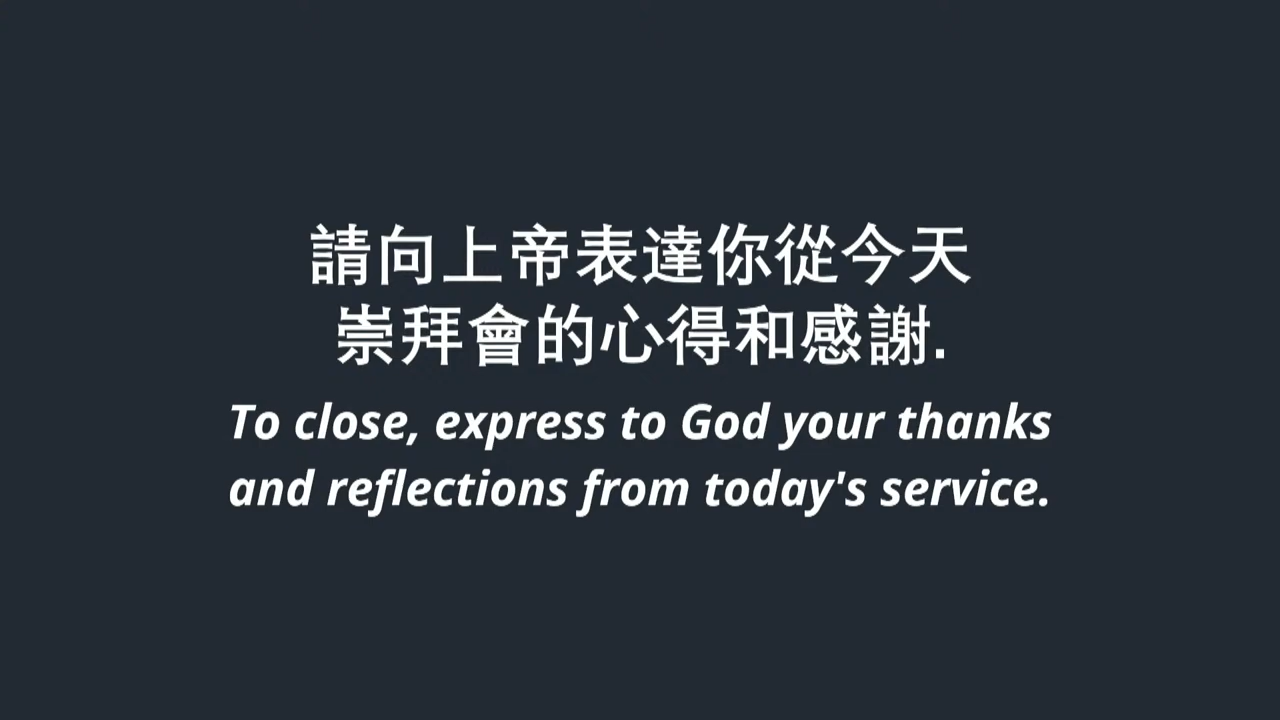 請向上帝表達你從今天
崇拜會的心得和感謝.
To close, express to God your thanks
and reflections from today's service.